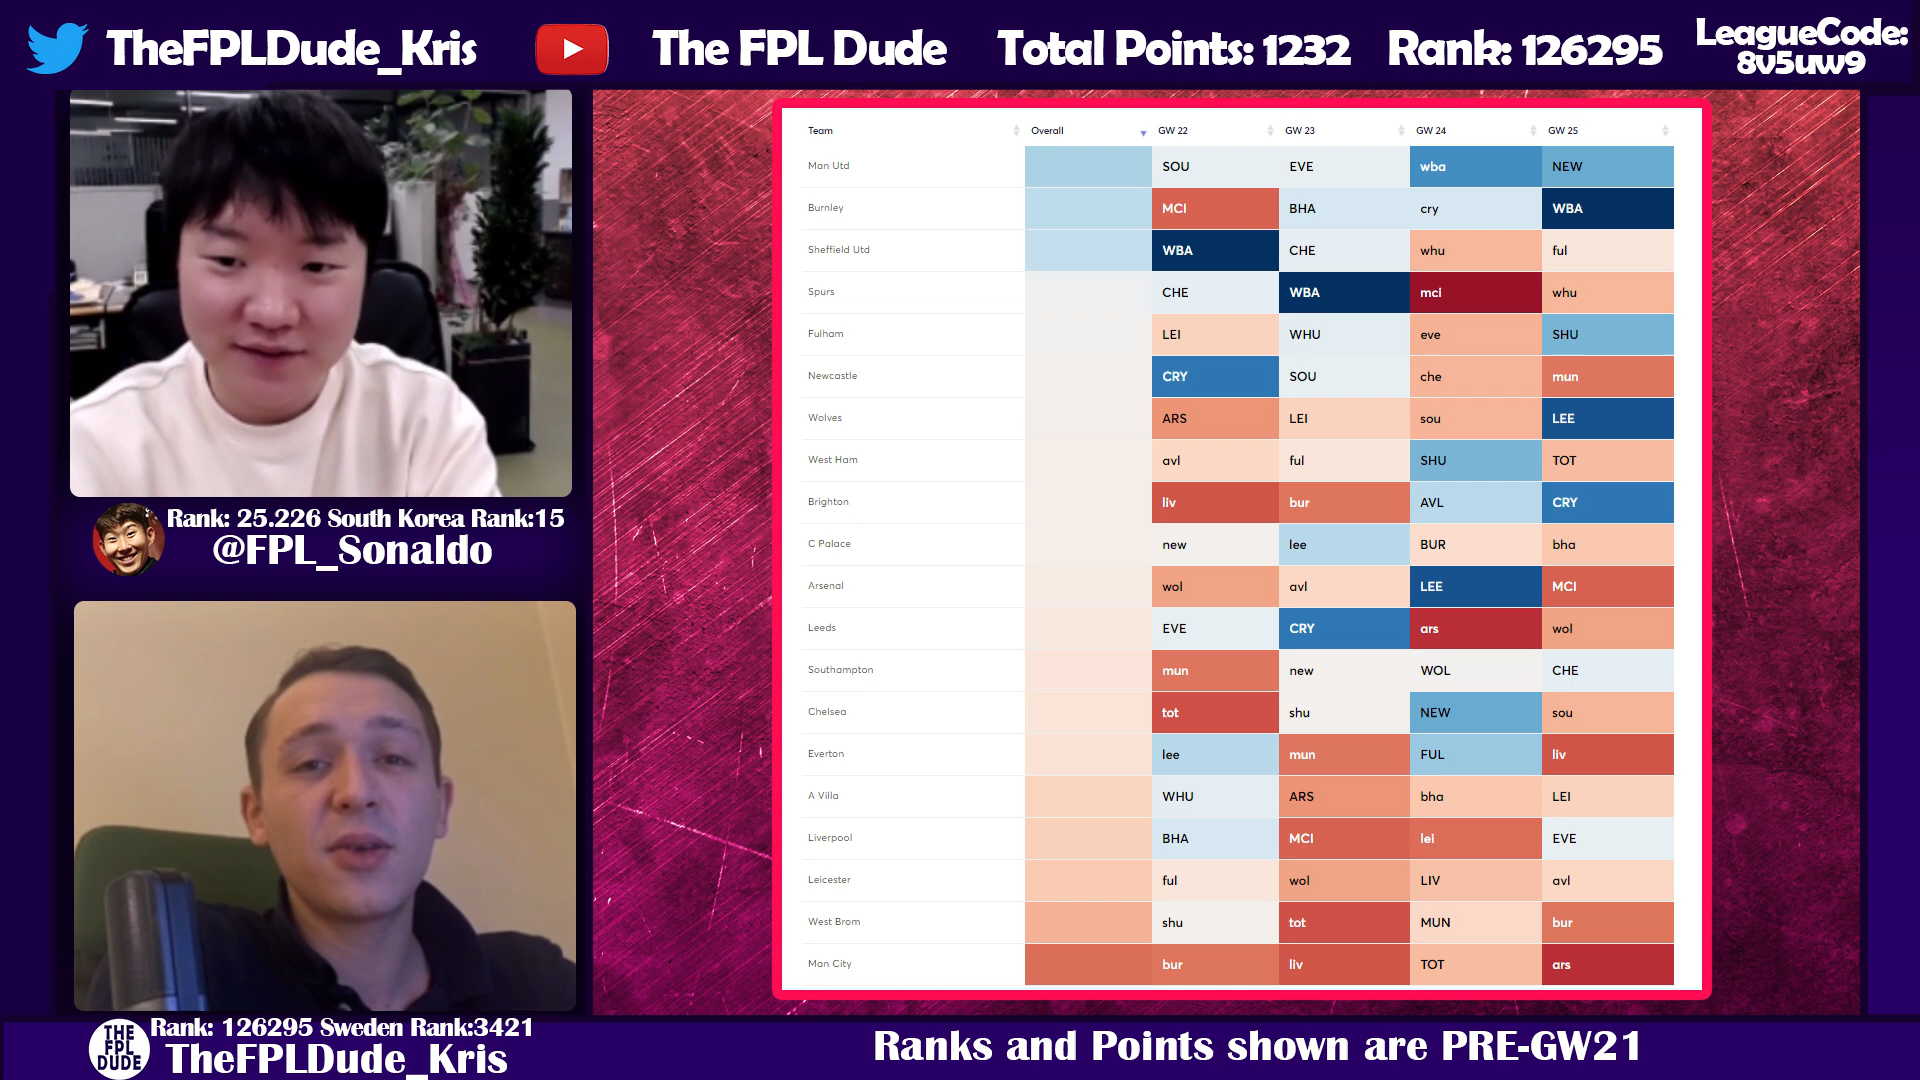 TheFPLDude_Kris The FPL Dude Total Points: 1232 Rank: 126295 LeagueCode:
8v5uw9
Rank: 25.226 South Korea Rank:15
@FPL_Sonaldo
THE
FPL
DUDE
Rank: 126295 Sweden Rank:3421
TheFPLDude_Kris
Team Overall GW 22 GW 23 GW 24 GW 25
Man Utd SOU EVE wba NEW
Burnley MCI BHA cry WBA
Sheffield Utd WBA CHE whu ful
Spurs CHE WBA mci whu
Fulham LEI WHU eve SHU
Newcastle CRY SOU che mun
Wolves ARS LEI sou LEE
West Ham avl ful SHU TOT
Brighton liv bur AVL CRY
C Palace new lee BUR bha
Arsenal wol avl LEE MCI
Leeds EVE CRY ars wol
Southampton mun new WOL CHE
Chelsea tot shu NEW sou
Everton lee mun FUL liv
A Villa WHU ARS bha LEI
Liverpool BHA MCI lei EVE
Leicester ful wol LIV avl
West Brom shu tot MUN bur
Man City bur liv TOT ars
Ranks and Points shown are PRE-GW21